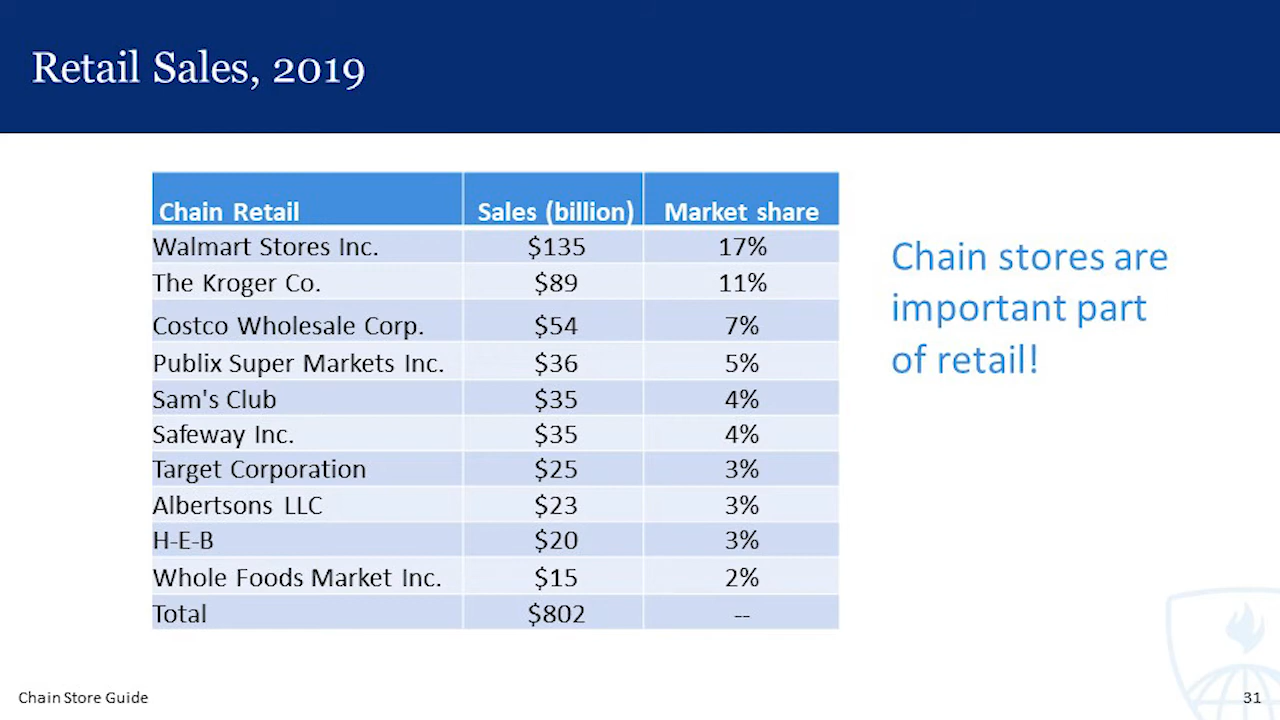 Retail Sales, 2019
Chain Retail Sales (billion) Market share
Walmart Stores Inc. $135 17%
The Kroger Co. $89 11%
Costco Wholesale Corp. $54 7%
Publix Super Markets Inc. $36 5%
Sam's Club $35 4%
Safeway Inc. $35 4%
Target Corporation $25 3%
Albertsons LLC $23 3%
H-E-B $20 3%
Whole Foods Market Inc. $15 2%
Total $802 --
Chain stores are
important part
of retail!
Chain Store Guide
31